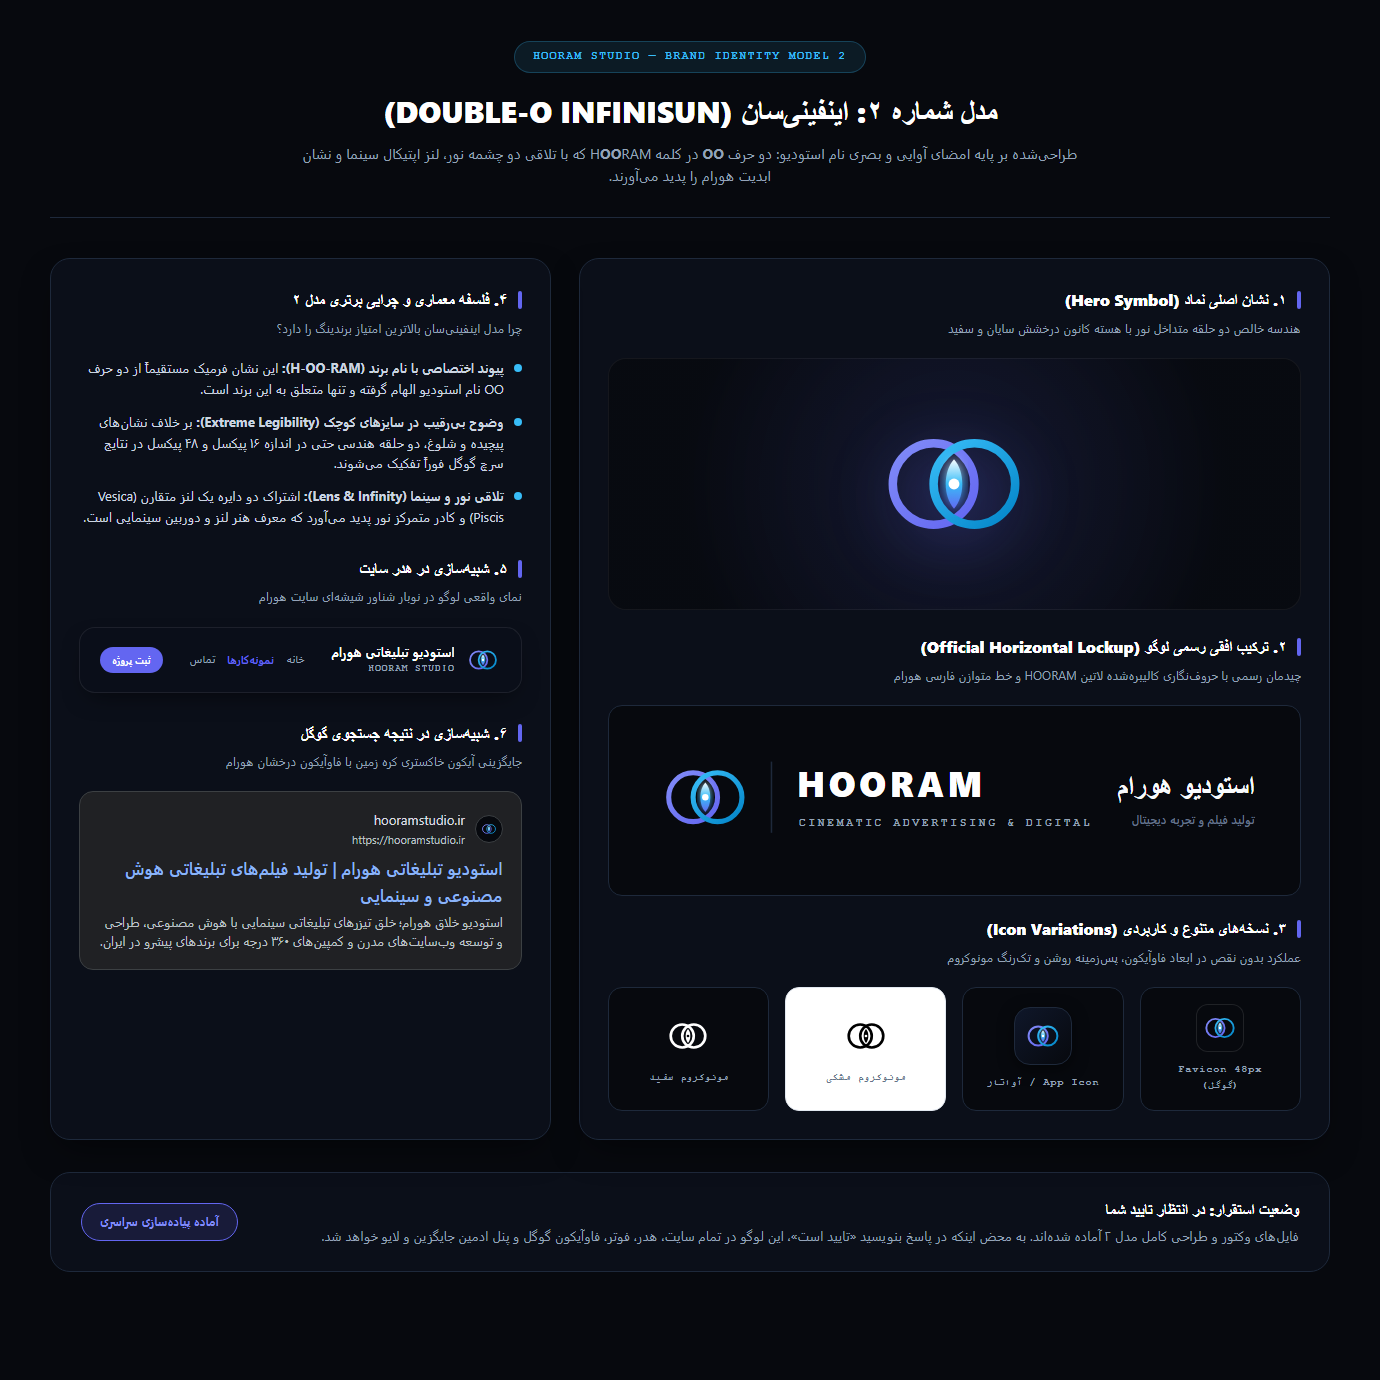 HOORAM STUDIO — BRAND IDENTITY MODEL 2
مدل شماره ۲: اینفینی‌سان (DOUBLE-O INFINISUN)
طراحی‌شده بر پایه امضای آوایی و بصری نام استودیو: دو حرف OO در کلمه HOORAM که با تلاقی دو چشمه نور، لنز اپتیکال سینما و نشان
ابدیت هورام را پدید می‌آورند.
۱. نشان اصلی نماد (Hero Symbol)
هندسه خالص دو حلقه متداخل نور با هسته کانون درخشش سایان و سفید
۲. ترکیب افقی رسمی لوگو (Official Horizontal Lockup)
چیدمان رسمی با حروف‌نگاری کالیبره‌شده لاتین HOORAM و خط متوازن فارسی هورام
استودیو هورام
تولید فیلم و تجربه دیجیتال
HOORAM
CINEMATIC ADVERTISING & DIGITAL
۳. نسخه‌های متنوع و کاربردی (Icon Variations)
عملکرد بدون نقص در ابعاد فاوآیکون، پس‌زمینه روشن و تک‌رنگ مونوکروم
Favicon 48px
(گوگل)
آواتار / App Icon
مونوکروم مشکی
مونوکروم سفید
۴. فلسفه معماری و چرایی برتری مدل ۲
چرا مدل اینفینی‌سان بالاترین امتیاز برندینگ را دارد؟
پیوند اختصاصی با نام برند (H-OO-RAM): این نشان فرمیک مستقیماً از دو حرف
OO نام استودیو الهام گرفته و تنها متعلق به این برند است.
وضوح بی‌رقیب در سایزهای کوچک (Extreme Legibility): بر خلاف نشان‌های
پیچیده و شلوغ، دو حلقه هندسی حتی در اندازه ۱۶ پیکسل و ۴۸ پیکسل در نتایج
سرچ گوگل فوراً تفکیک می‌شوند.
تلاقی نور و سینما (Lens & Infinity): اشتراک دو دایره یک لنز متقارن (Vesica
Piscis) و کادر متمرکز نور پدید می‌آورد که معرف هنر لنز و دوربین سینمایی است.
۵. شبیه‌سازی در هدر سایت
نمای واقعی لوگو در نوبار شناور شیشه‌ای سایت هورام
استودیو تبلیغاتی هورام
HOORAM STUDIO
خانه نمونه‌کارها تماس
ثبت پروژه
۶. شبیه‌سازی در نتیجه جستجوی گوگل
جایگزینی آیکون خاکستری کره زمین با فاوآیکون درخشان هورام
hooramstudio.ir
https://hooramstudio.ir
استودیو تبلیغاتی هورام | تولید فیلم‌های تبلیغاتی هوش
مصنوعی و سینمایی
استودیو خلاق هورام؛ خلق تیزرهای تبلیغاتی سینمایی با هوش مصنوعی، طراحی
و توسعه وب‌سایت‌های مدرن و کمپین‌های ۳۶۰ درجه برای برندهای پیشرو در ایران.
وضعیت استقرار: در انتظار تایید شما
فایل‌های وکتور و طراحی کامل مدل ۲ آماده شده‌اند. به محض اینکه در پاسخ بنویسید «تایید است»، این لوگو در تمام سایت، هدر، فوتر، فاوآیکون گوگل و پنل ادمین جایگزین و لایو خواهد شد.
آماده پیاده‌سازی سراسری